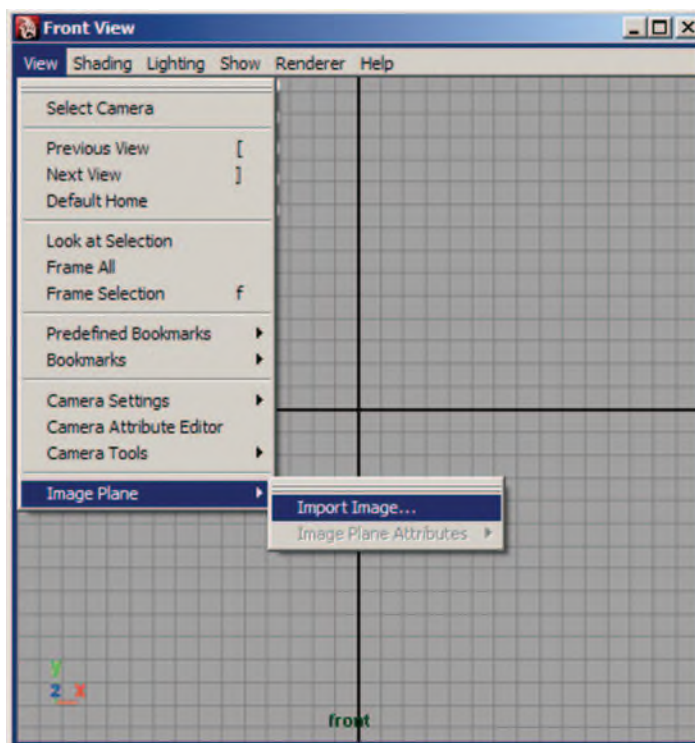 Front View
View Shading Lighting Show Renderer Help
Select Camera
Previous View [
Next View ]
Default Home
Look at Selection
Frame All
Frame Selection f
Predefined Bookmarks
Bookmarks
Camera Settings
Camera Attribute Editor
Camera Tools
Image Plane
Import Image...
Image Plane Attributes
y
z x
front